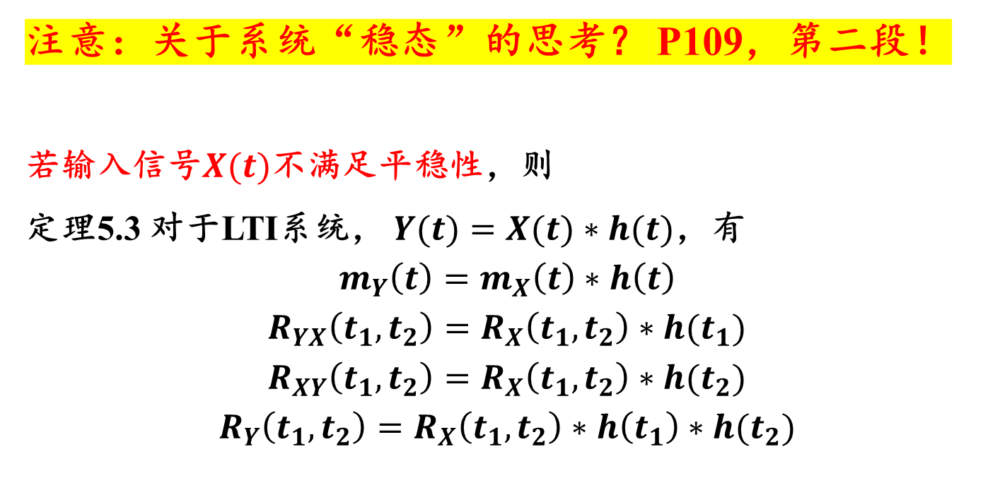 注意：关于系统“稳态”的思考？ P109，第二段！
若输入信号X(t)不满足平稳性，则
定理5.3 对于LTI系统， Y(t) = X(t) ∗ h(t)，有
m_Y(t) = m_X(t) ∗ h(t)
R_{YX}(t_1, t_2) = R_X(t_1, t_2) ∗ h(t_1)
R_{XY}(t_1, t_2) = R_X(t_1, t_2) ∗ h(t_2)
R_Y(t_1, t_2) = R_X(t_1, t_2) ∗ h(t_1) ∗ h(t_2)